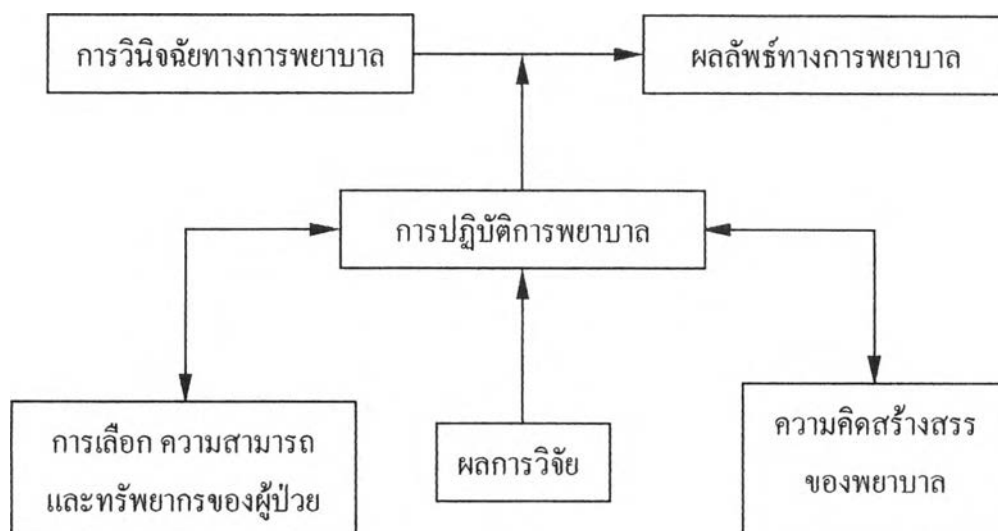 การวินิจฉัยทางการพยาบาล
ผลลัพธ์ทางการพยาบาล
การปฏิบัติการพยาบาล
การเลือก ความสามารถ
และทรัพยากรของผู้ป่วย
ผลการวิจัย
ความคิดสร้างสรร
ของพยาบาล